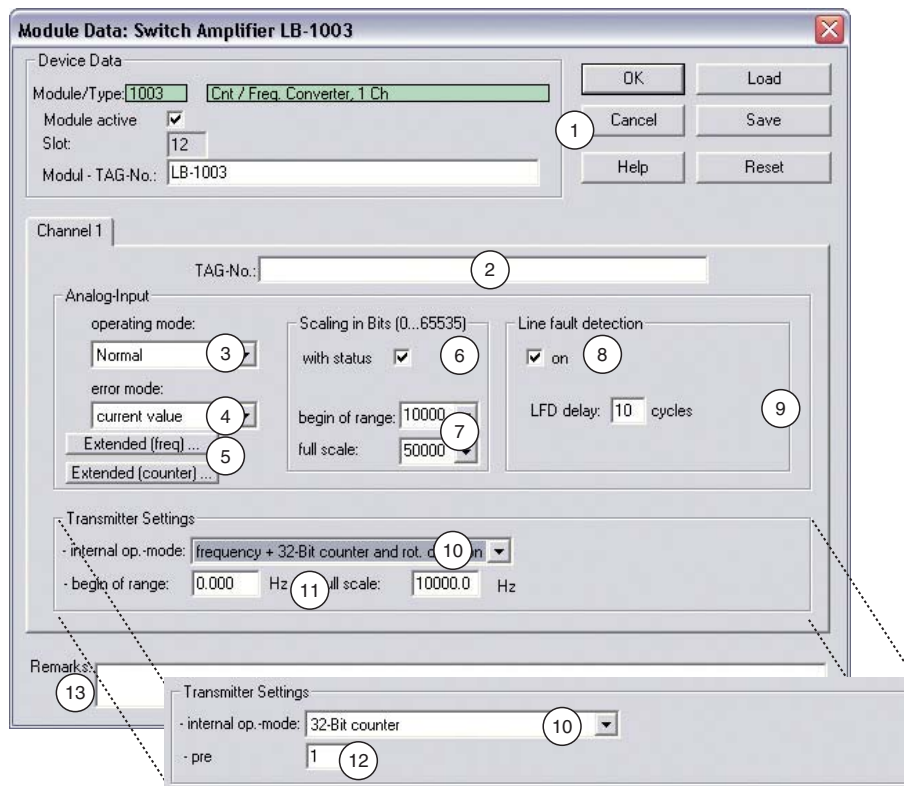 Module Data: Switch Amplifier LB-1003
Device Data
Module/Type: 1003 Cnt / Freq. Converter, 1 Ch
Module active
Slot: 12
Modul - TAG-No.: LB-1003
OK Load
1 Cancel Save
Help Reset
Channel 1
TAG-No.: 2
Analog-Input
operating mode:
Normal 3
error mode:
current value 4
Extended (freq) ...
5
Extended (counter) ...
Scaling in Bits (0...65535)
with status 6
begin of range: 10000
7
full scale: 50000
Line fault detection
on 8
LFD delay: 10 cycles
9
Transmitter Settings
- internal op.-mode: frequency + 32-Bit counter and rot. 10
- begin of range: 0.000 Hz 11 scale: 10000.0 Hz
Remarks:
13
Transmitter Settings
- internal op.-mode: 32-Bit counter 10
- pre 1 12